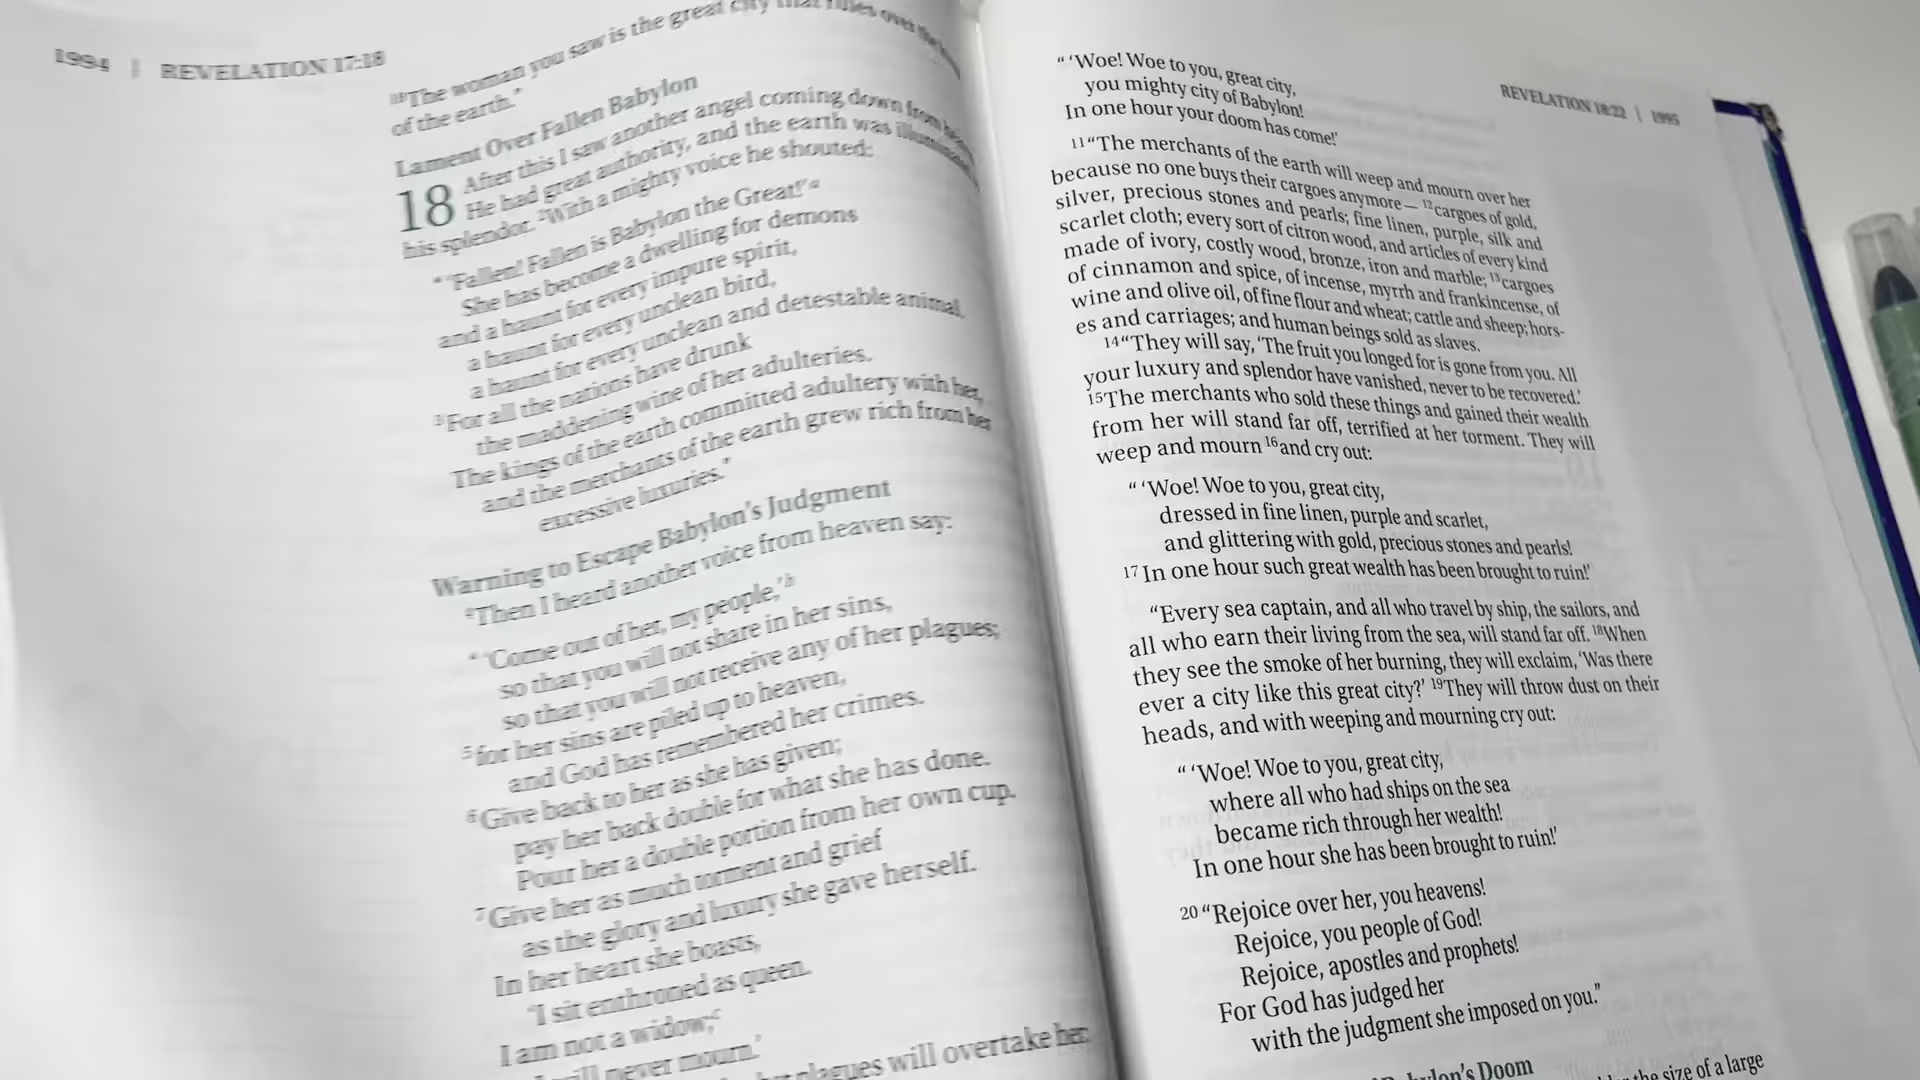 1994 | REVELATION 17:18
18"The woman you saw is the great city that rules over the
of the earth."
Lament Over Fallen Babylon
18 After this I saw another angel coming down from heaven.
He had great authority, and the earth was illuminated
his splendor. 2With a mighty voice he shouted:
" 'Fallen! Fallen is Babylon the Great!'a
She has become a dwelling for demons
and a haunt for every impure spirit,
a haunt for every unclean bird,
a haunt for every unclean and detestable animal.
3For all the nations have drunk
the maddening wine of her adulteries.
The kings of the earth committed adultery with her,
and the merchants of the earth grew rich from her
excessive luxuries."
Warning to Escape Babylon's Judgment
4Then I heard another voice from heaven say:
" 'Come out of her, my people,'b
so that you will not share in her sins,
so that you will not receive any of her plagues;
5for her sins are piled up to heaven,
and God has remembered her crimes.
6Give back to her as she has given;
pay her back double for what she has done.
Pour her a double portion from her own cup.
7Give her as much torment and grief
as the glory and luxury she gave herself.
In her heart she boasts,
'I sit enthroned as queen.
I am not a widow;c
I will never mourn.'
plagues will overtake her:
REVELATION 18:22 | 1995
" 'Woe! Woe to you, great city,
you mighty city of Babylon!
In one hour your doom has come!'
11"The merchants of the earth will weep and mourn over her
because no one buys their cargoes anymore— 12cargoes of gold,
silver, precious stones and pearls; fine linen, purple, silk and
scarlet cloth; every sort of citron wood, and articles of every kind
made of ivory, costly wood, bronze, iron and marble; 13cargoes
of cinnamon and spice, of incense, myrrh and frankincense, of
wine and olive oil, of fine flour and wheat; cattle and sheep; hors-
es and carriages; and human beings sold as slaves.
14"They will say, 'The fruit you longed for is gone from you. All
your luxury and splendor have vanished, never to be recovered.'
15The merchants who sold these things and gained their wealth
from her will stand far off, terrified at her torment. They will
weep and mourn 16and cry out:
" 'Woe! Woe to you, great city,
dressed in fine linen, purple and scarlet,
and glittering with gold, precious stones and pearls!
17In one hour such great wealth has been brought to ruin!'
"Every sea captain, and all who travel by ship, the sailors, and
all who earn their living from the sea, will stand far off. 18When
they see the smoke of her burning, they will exclaim, 'Was there
ever a city like this great city?' 19They will throw dust on their
heads, and with weeping and mourning cry out:
" 'Woe! Woe to you, great city,
where all who had ships on the sea
became rich through her wealth!
In one hour she has been brought to ruin!'
20"Rejoice over her, you heavens!
Rejoice, you people of God!
Rejoice, apostles and prophets!
For God has judged her
with the judgment she imposed on you."
Babylon's Doom
the size of a large